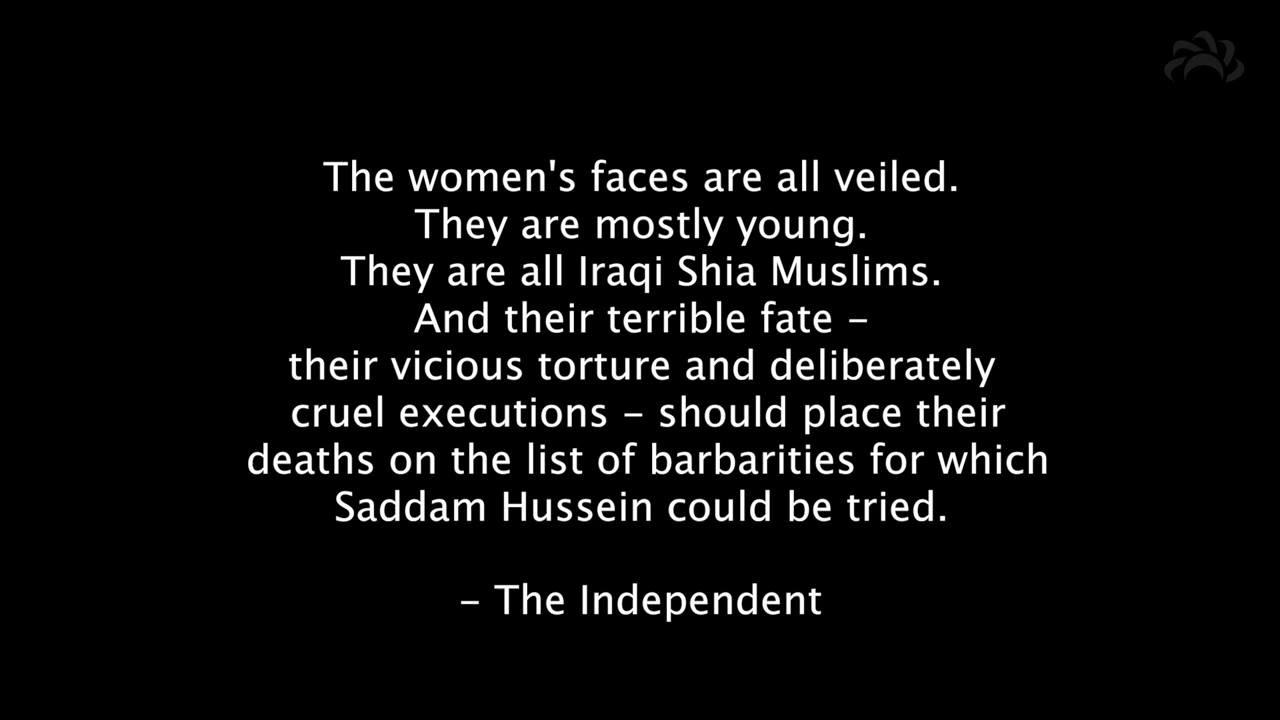 The women's faces are all veiled.
They are mostly young.
They are all Iraqi Shia Muslims.
And their terrible fate –
their vicious torture and deliberately
cruel executions – should place their
deaths on the list of barbarities for which
Saddam Hussein could be tried.
– The Independent